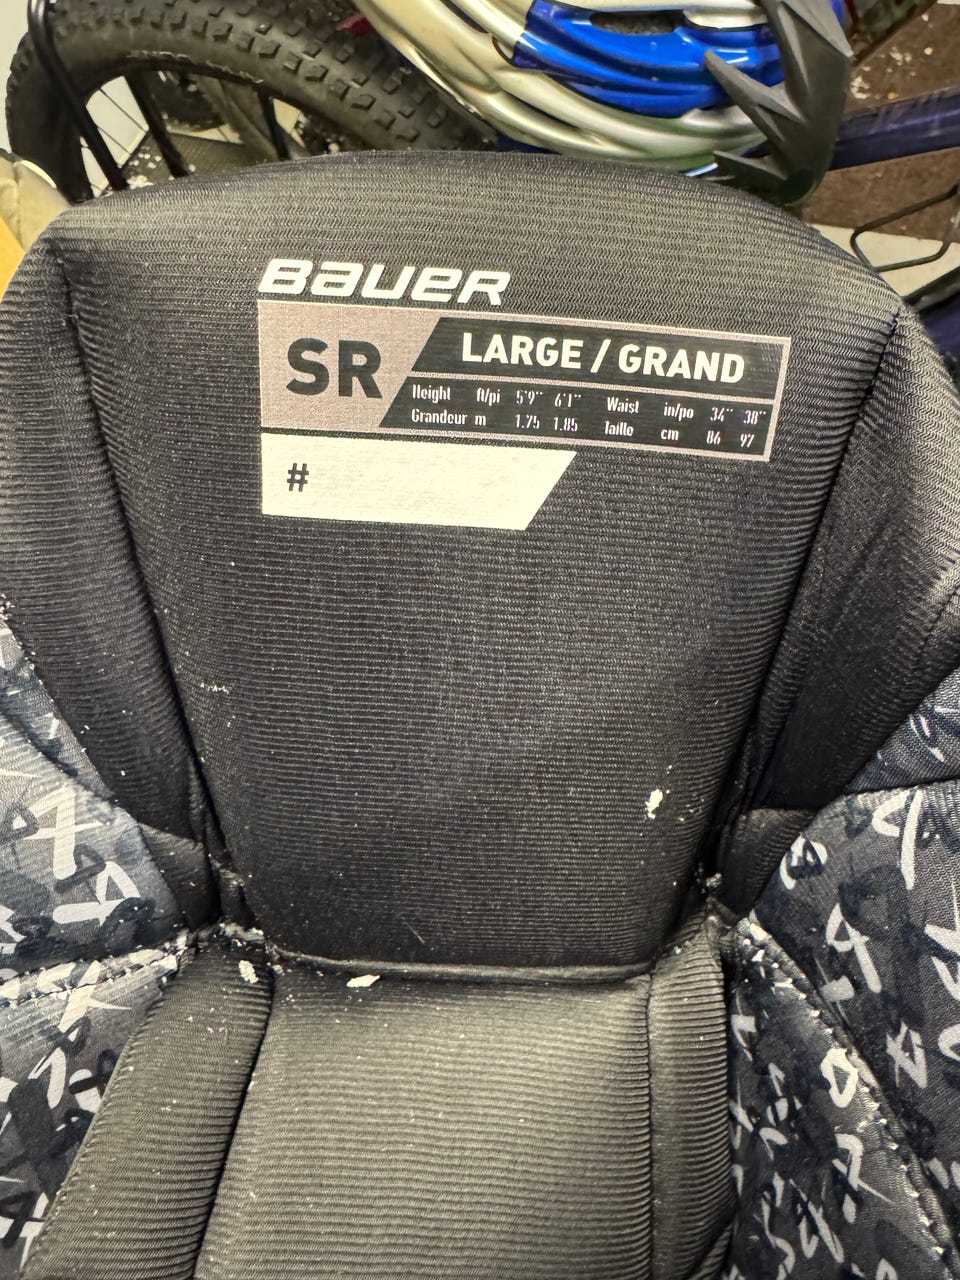 BAUER
SR
LARGE / GRAND
Height ft/pi 5'9" 6'1" Waist in/po 34" 38"
Grandeur m 1.75 1.85 Taille cm 86 97
#